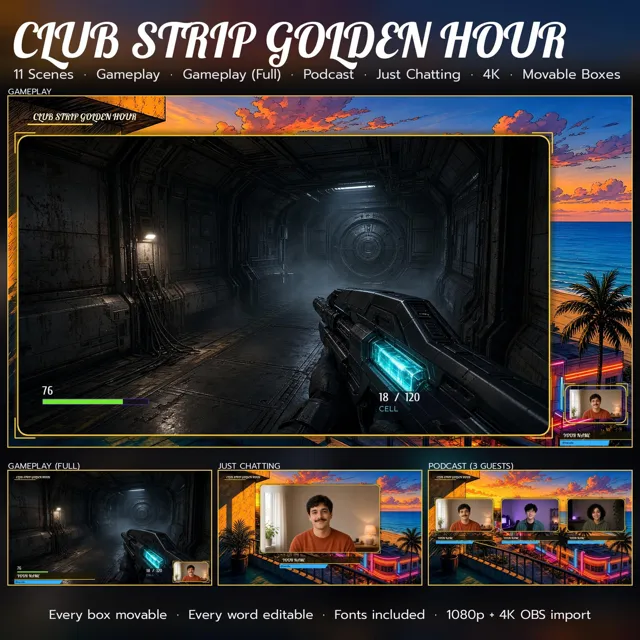 CLUB STRIP GOLDEN HOUR
11 Scenes · Gameplay · Gameplay (Full) · Podcast · Just Chatting · 4K · Movable Boxes
GAMEPLAY
CLUB STRIP GOLDEN HOUR
76
18 / 120
CELL
YOUR NAME
GAMEPLAY (FULL)
JUST CHATTING
PODCAST (3 GUESTS)
YOUR NAME
Every box movable · Every word editable · Fonts included · 1080p + 4K OBS import